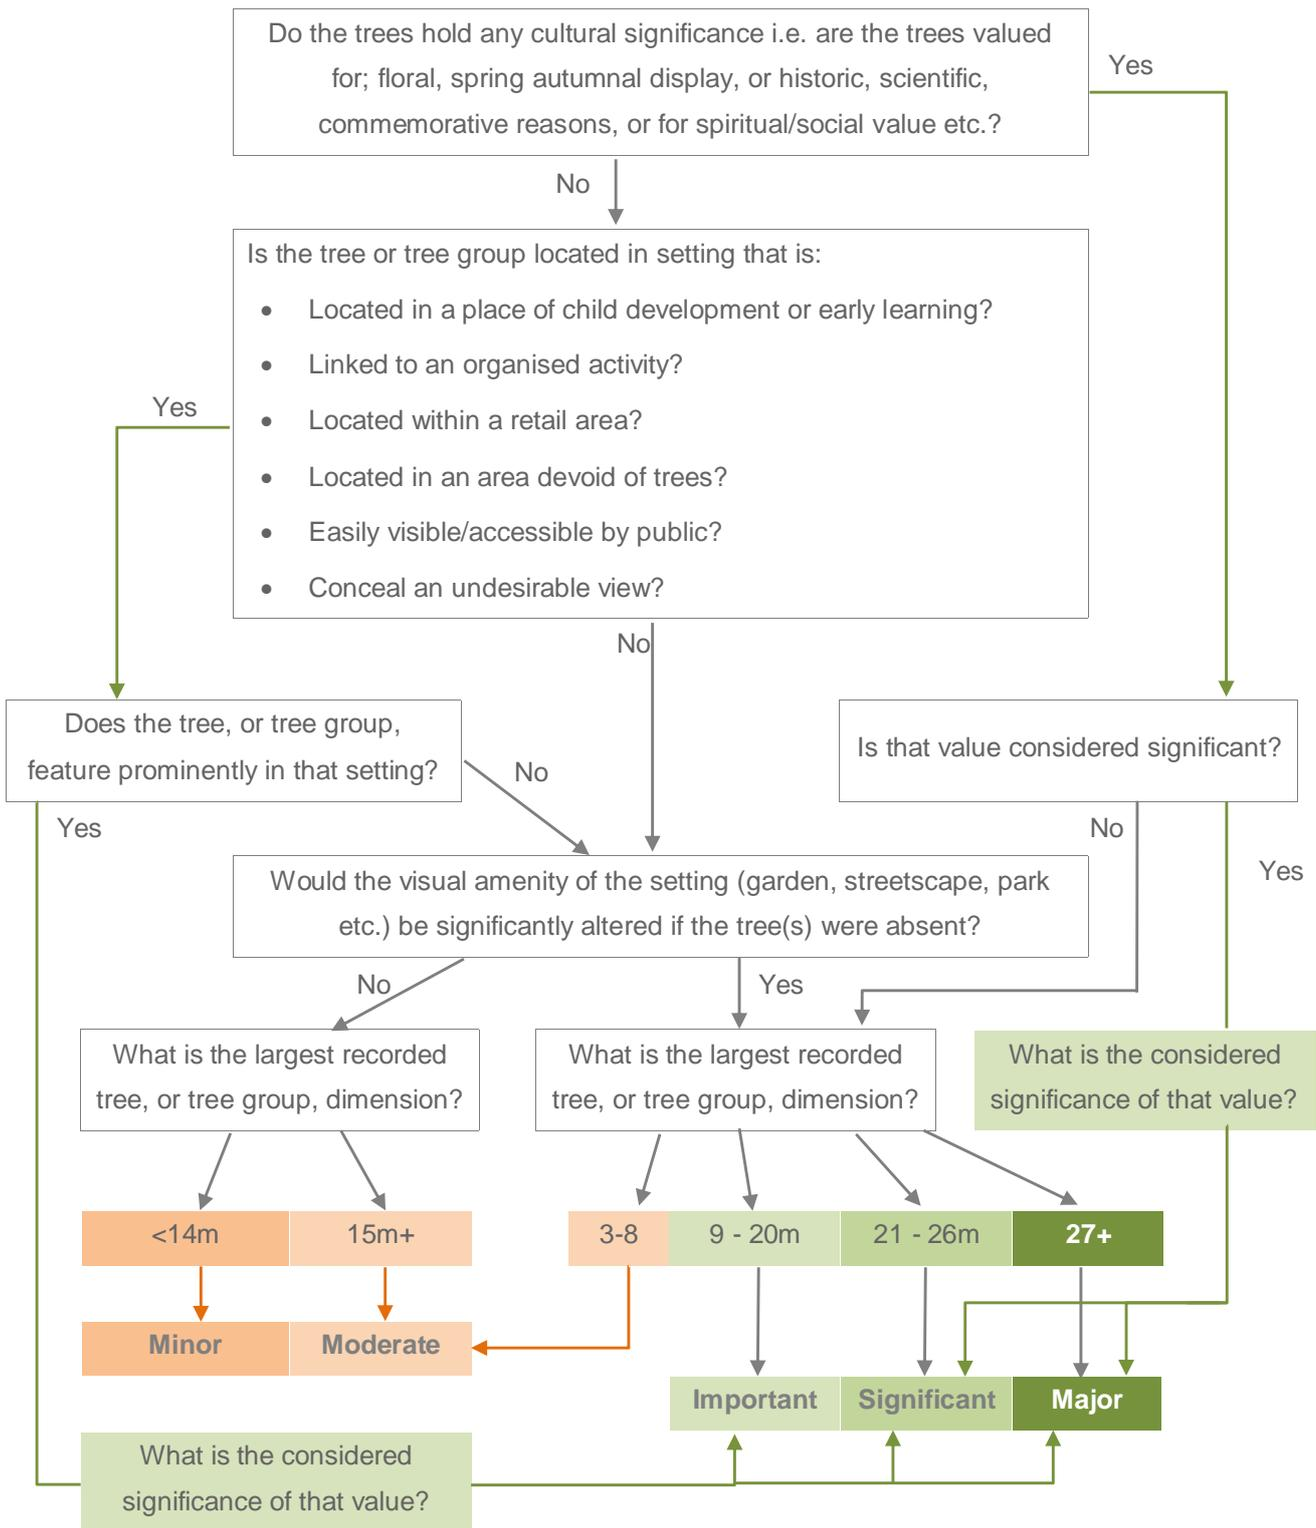 Do the trees hold any cultural significance i.e. are the trees valued
for; floral, spring autumnal display, or historic, scientific,
commemorative reasons, or for spiritual/social value etc.?
Yes
No
Is the tree or tree group located in setting that is:
• Located in a place of child development or early learning?
• Linked to an organised activity?
• Located within a retail area?
• Located in an area devoid of trees?
• Easily visible/accessible by public?
• Conceal an undesirable view?
Yes
No
Does the tree, or tree group,
feature prominently in that setting?
No
Yes
Is that value considered significant?
No
Yes
Would the visual amenity of the setting (garden, streetscape, park
etc.) be significantly altered if the tree(s) were absent?
No
Yes
What is the largest recorded
tree, or tree group, dimension?
What is the largest recorded
tree, or tree group, dimension?
What is the considered
significance of that value?
<14m
15m+
3-8
9 - 20m
21 - 26m
27+
Minor
Moderate
Important
Significant
Major
What is the considered
significance of that value?